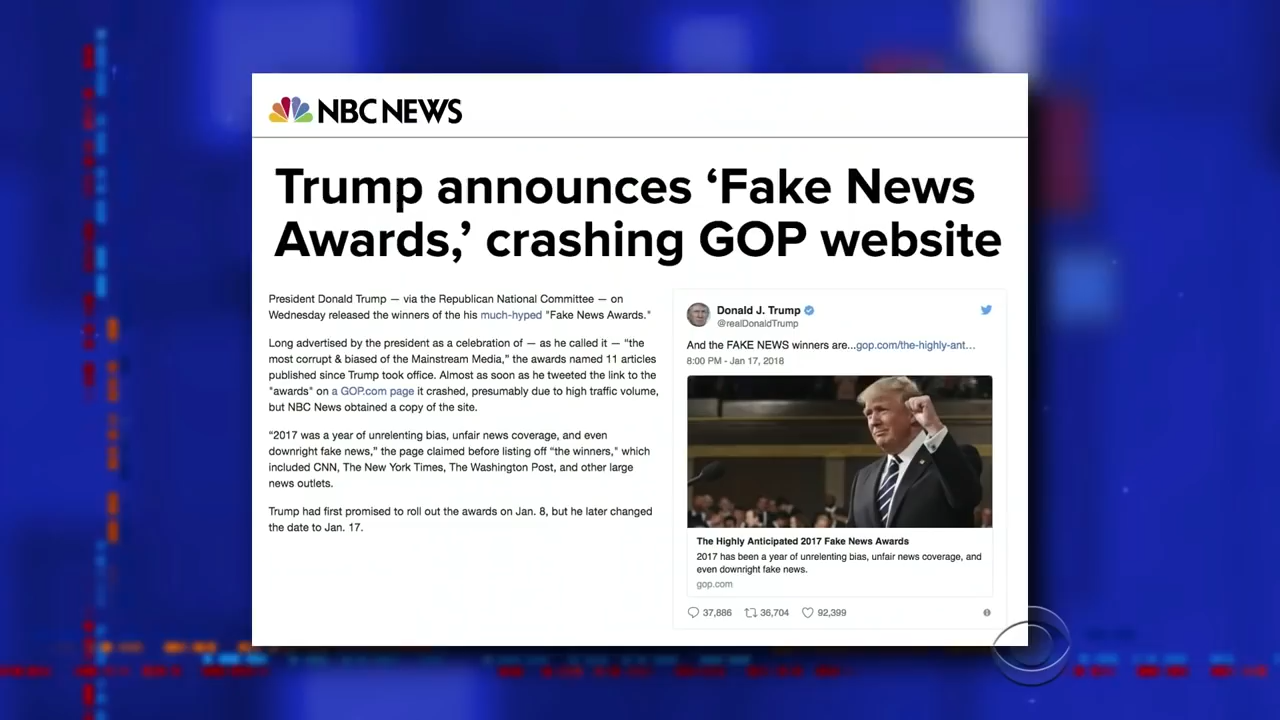 NBC NEWS
Trump announces ‘Fake News
Awards,’ crashing GOP website
President Donald Trump — via the Republican National Committee — on
Wednesday released the winners of the his much-hyped "Fake News Awards."
Long advertised by the president as a celebration of — as he called it — “the
most corrupt & biased of the Mainstream Media,” the awards named 11 articles
published since Trump took office. Almost as soon as he tweeted the link to the
"awards" on a GOP.com page it crashed, presumably due to high traffic volume,
but NBC News obtained a copy of the site.
“2017 was a year of unrelenting bias, unfair news coverage, and even
downright fake news,” the page claimed before listing off “the winners," which
included CNN, The New York Times, The Washington Post, and other large
news outlets.
Trump had first promised to roll out the awards on Jan. 8, but he later changed
the date to Jan. 17.
Donald J. Trump
@realDonaldTrump
And the FAKE NEWS winners are...gop.com/the-highly-ant…
8:00 PM - Jan 17, 2018
The Highly Anticipated 2017 Fake News Awards
2017 has been a year of unrelenting bias, unfair news coverage, and
even downright fake news.
gop.com
37,886 36,704 92,399